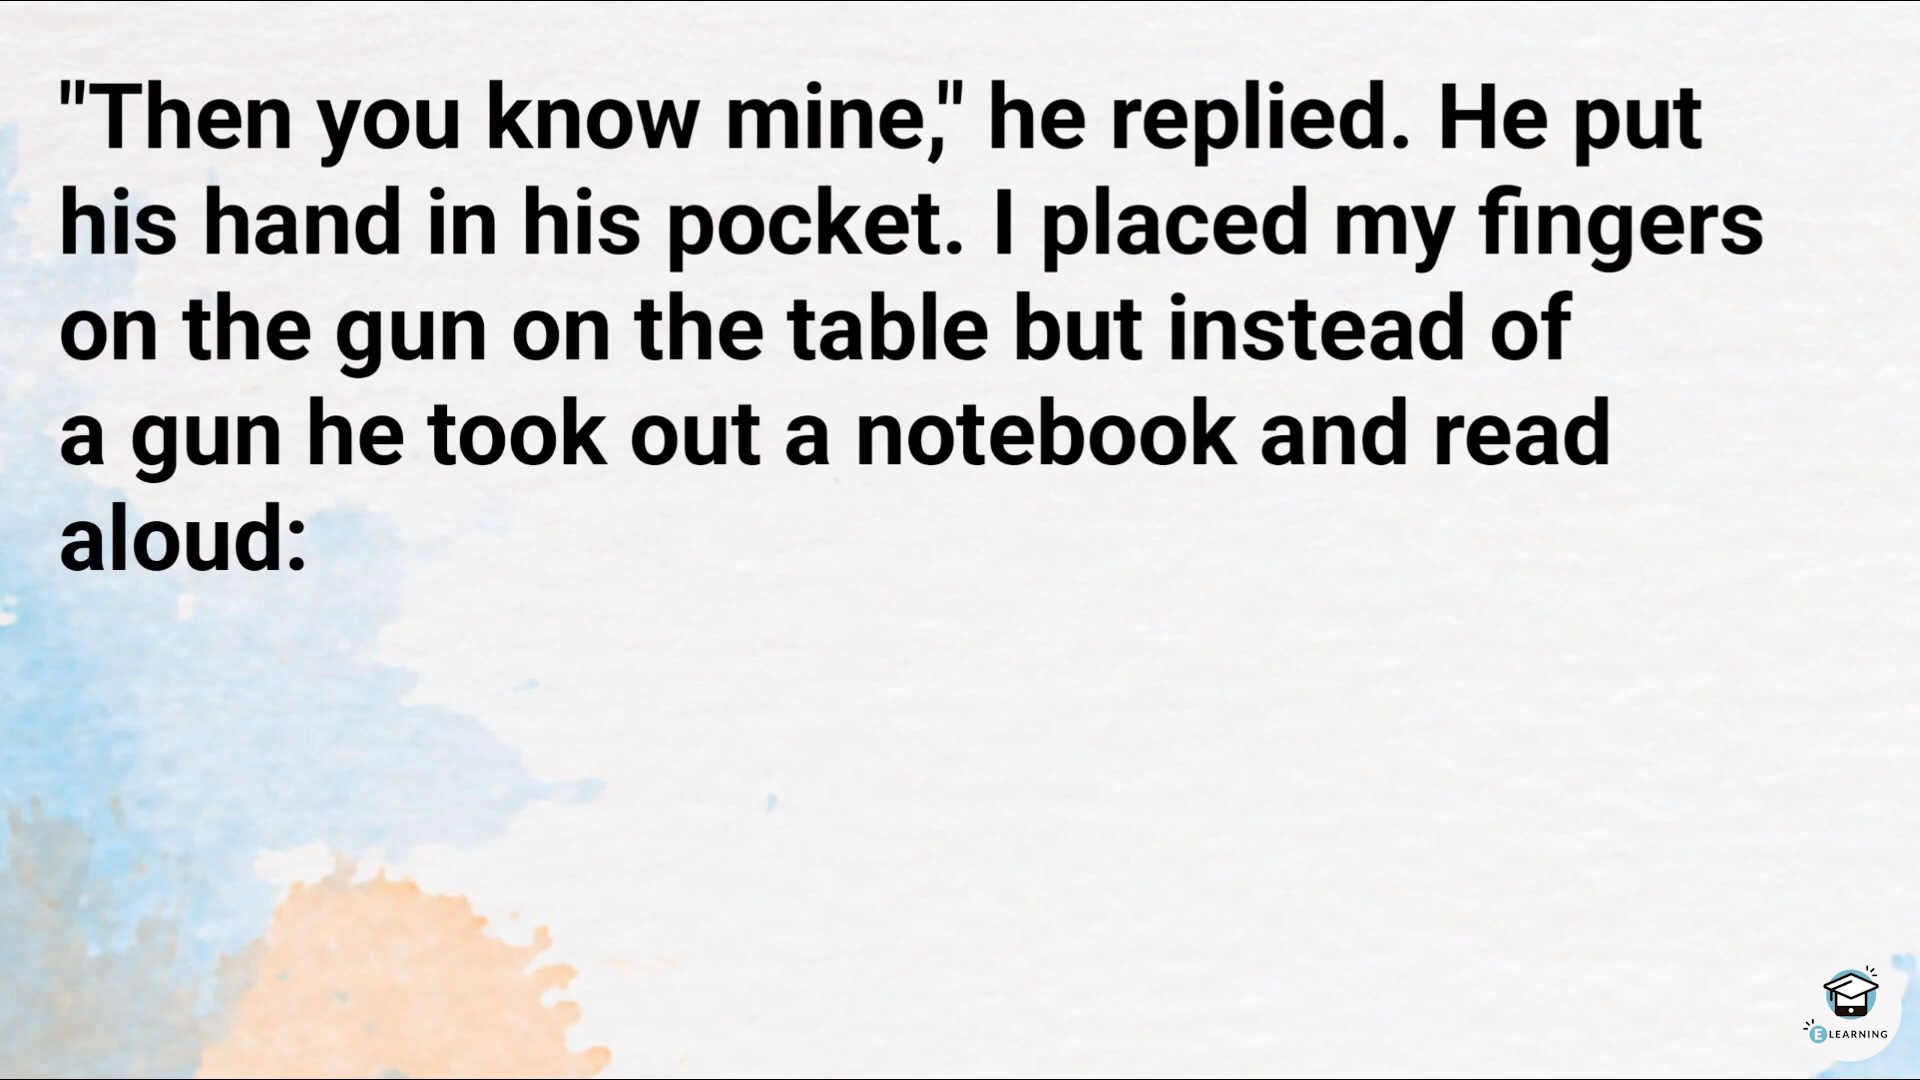 "Then you know mine," he replied. He put
his hand in his pocket. I placed my fingers
on the gun on the table but instead of
a gun he took out a notebook and read
aloud:
E LEARNING